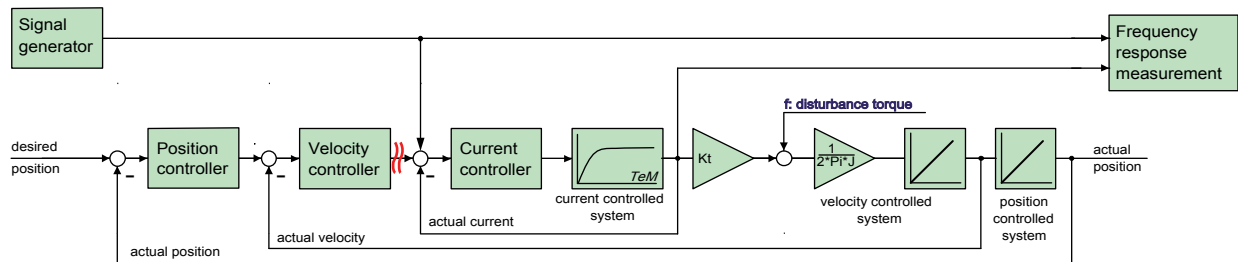 Signal
generator
Frequency
response
measurement
f: disturbance torque
desired
position
Position
controller
Velocity
controller
Current
controller
TeM
current controlled
system
Kt
1
2*Pi*J
velocity controlled
system
position
controlled
system
actual
position
actual current
actual velocity
actual position